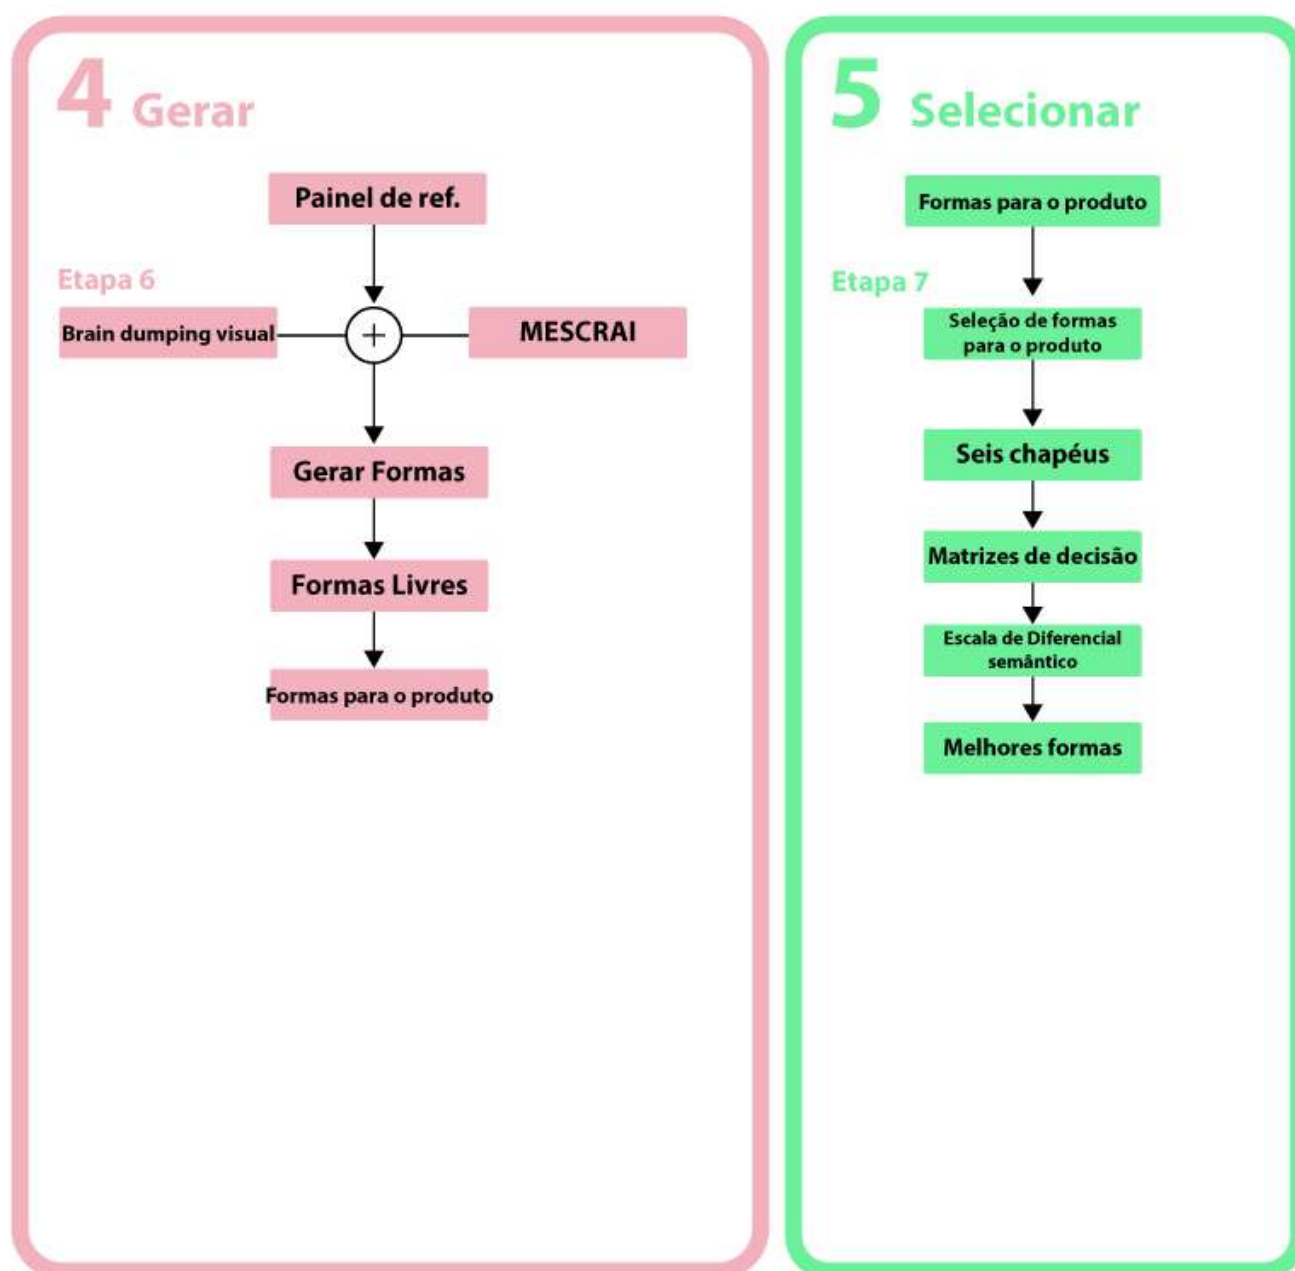 4 Gerar
Painel de ref.
Etapa 6
Brain dumping visual
+
MESCRAI
Gerar Formas
Formas Livres
Formas para o produto
5 Selecionar
Formas para o produto
Etapa 7
Seleção de formas
para o produto
Seis chapéus
Matrizes de decisão
Escala de Diferencial
semântico
Melhores formas